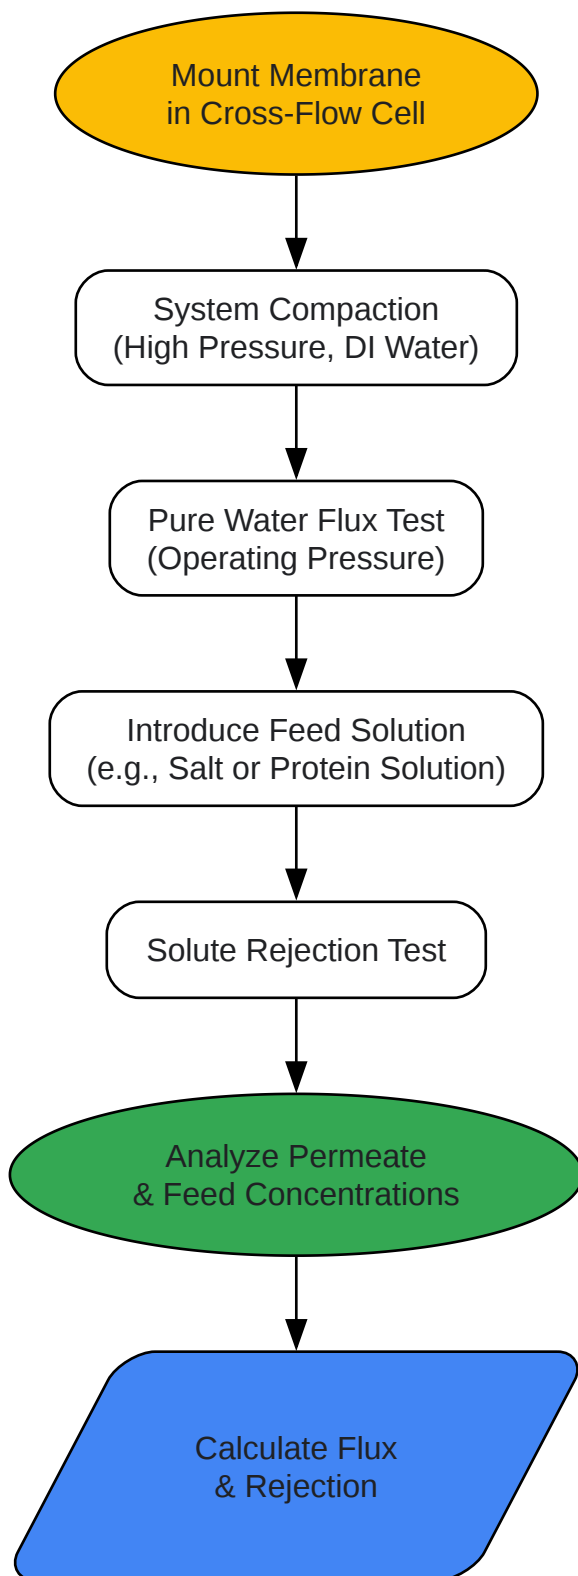 Mount Membrane
in Cross-Flow Cell
System Compaction
(High Pressure, DI Water)
Pure Water Flux Test
(Operating Pressure)
Introduce Feed Solution
(e.g., Salt or Protein Solution)
Solute Rejection Test
Analyze Permeate
& Feed Concentrations
Calculate Flux
& Rejection